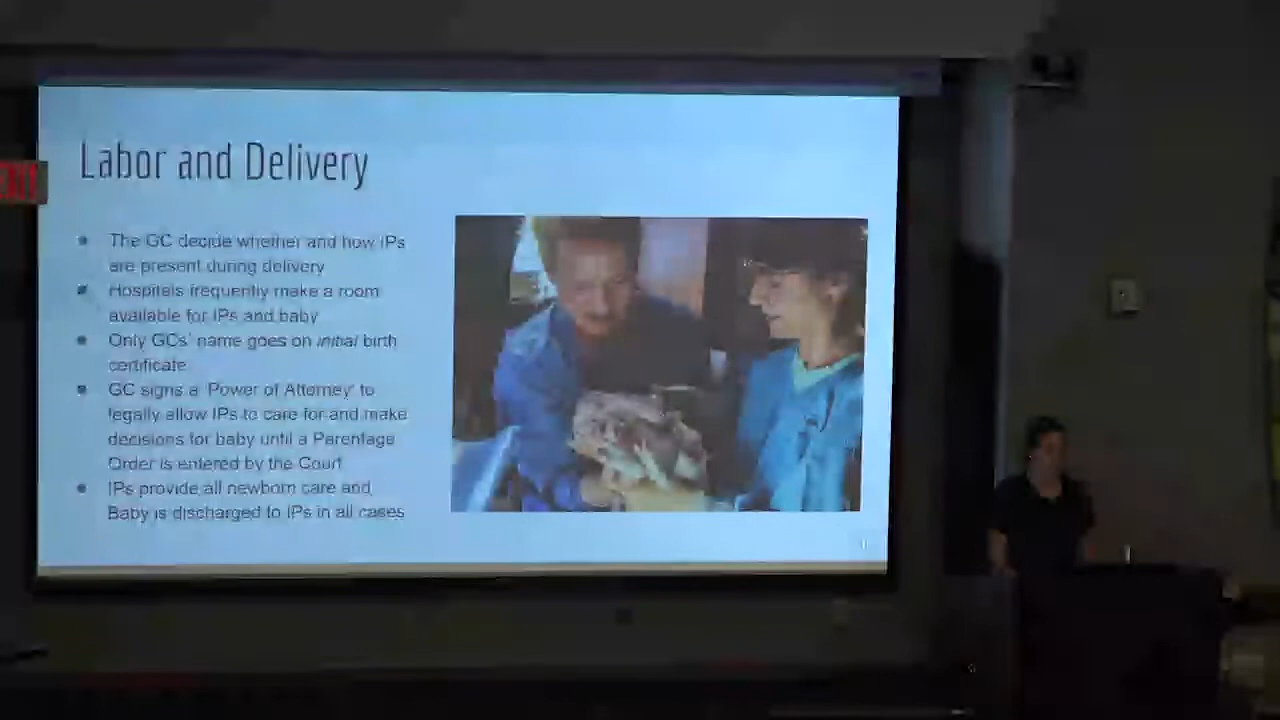 Labor and Delivery
EXIT
The GC decide whether and how IPs
are present during delivery
Hospitals frequently make a room
available for IPs and baby
Only GCs' name goes on initial birth
certificate
GC signs a 'Power of Attorney' to
legally allow IPs to care for and make
decisions for baby until a Parentage
Order is entered by the Court
IPs provide all newborn care and
Baby is discharged to IPs in all cases